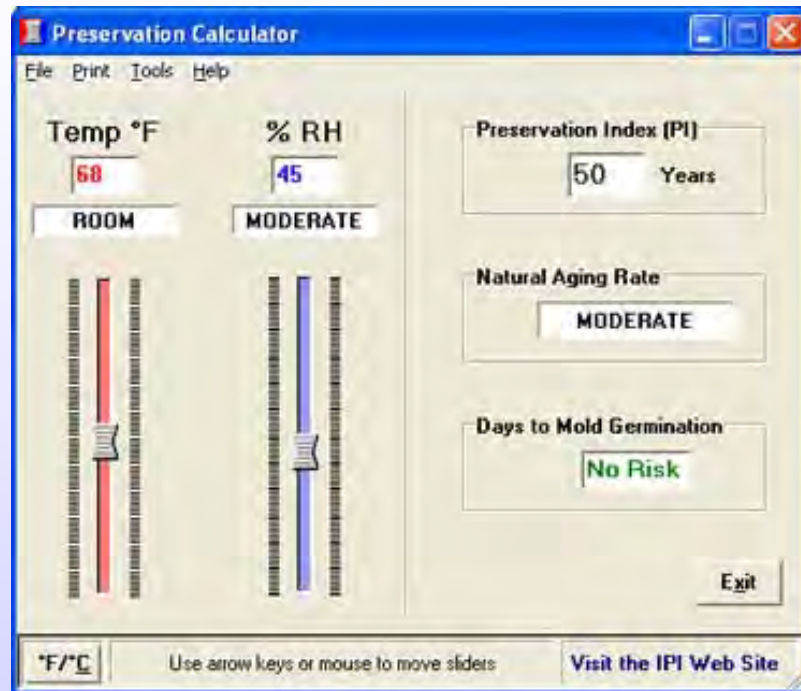 Preservation Calculator
File Print Tools Help
Temp °F
68
ROOM
% RH
45
MODERATE
Preservation Index (PI)
50 Years
Natural Aging Rate
MODERATE
Days to Mold Germination
No Risk
Exit
°F/°C
Use arrow keys or mouse to move sliders
Visit the IPI Web Site